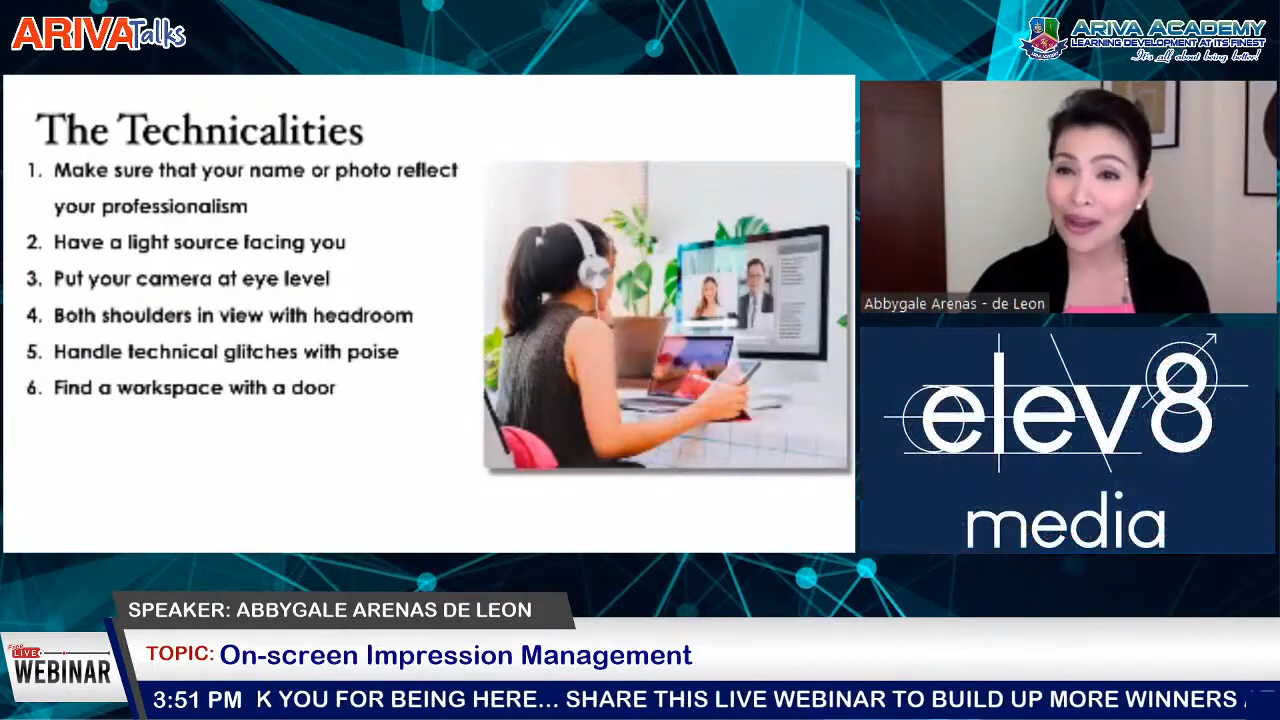 ARIVATalks
ARIVA ACADEMY
LEARNING DEVELOPMENT AT ITS FINEST
It's all about being better!
The Technicalities
1. Make sure that your name or photo reflect
your professionalism
2. Have a light source facing you
3. Put your camera at eye level
4. Both shoulders in view with headroom
5. Handle technical glitches with poise
6. Find a workspace with a door
Abbygale Arenas - de Leon
elev8
media
SPEAKER: ABBYGALE ARENAS DE LEON
TOPIC: On-screen Impression Management
Free LIVE
WEBINAR
3:51 PM K YOU FOR BEING HERE... SHARE THIS LIVE WEBINAR TO BUILD UP MORE WINNERS